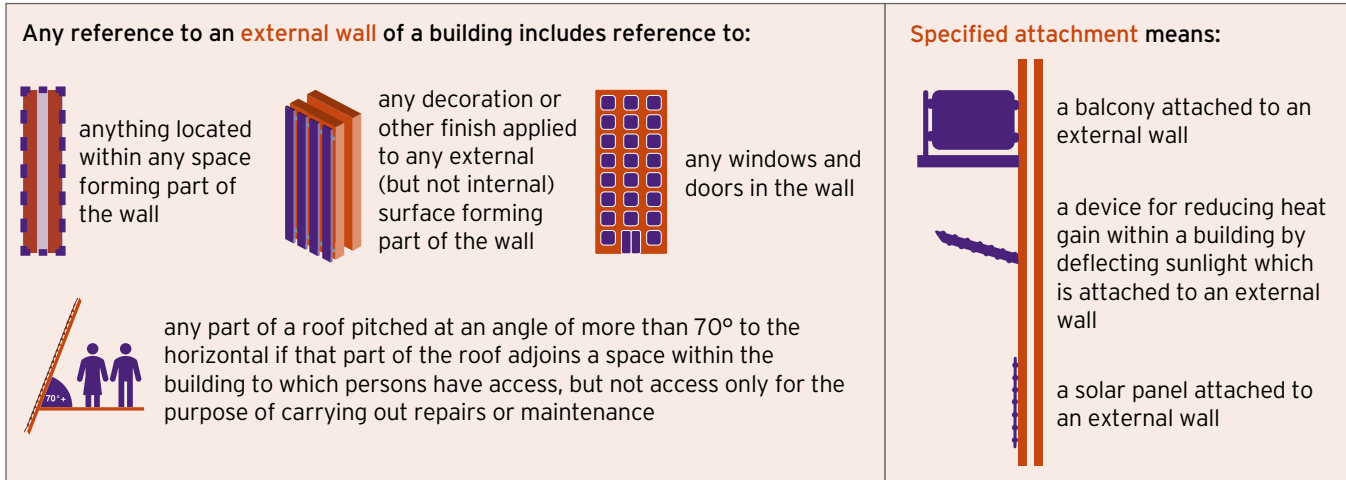 Any reference to an external wall of a building includes reference to:
anything located
within any space
forming part of
the wall
any decoration or
other finish applied
to any external
(but not internal)
surface forming
part of the wall
any windows and
doors in the wall
70°+
any part of a roof pitched at an angle of more than 70° to the
horizontal if that part of the roof adjoins a space within the
building to which persons have access, but not access only for the
purpose of carrying out repairs or maintenance
Specified attachment means:
a balcony attached to an
external wall
a device for reducing heat
gain within a building by
deflecting sunlight which
is attached to an external
wall
a solar panel attached to
an external wall